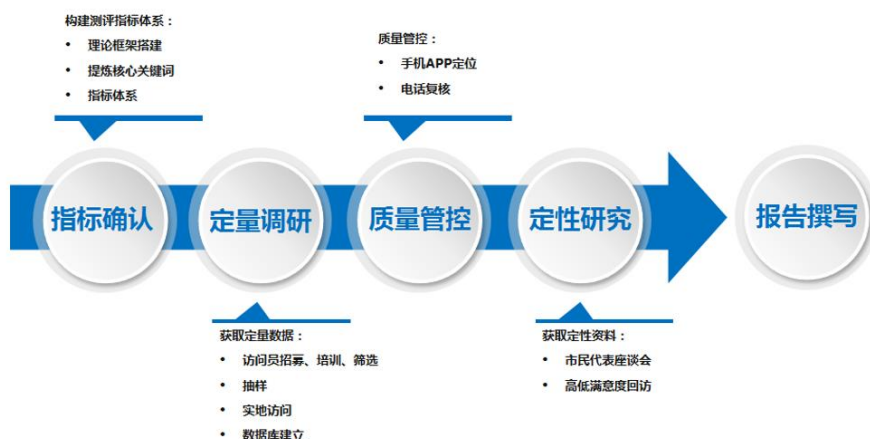 构建测评指标体系：
• 理论框架搭建
• 提炼核心关键词
• 指标体系
质量管控：
• 手机APP定位
• 电话复核
指标确认
定量调研
质量管控
定性研究
报告撰写
获取定量数据：
• 访问员招募、培训、筛选
• 抽样
• 实地访问
• 数据库建立
获取定性资料：
• 市民代表座谈会
• 高低满意度回访